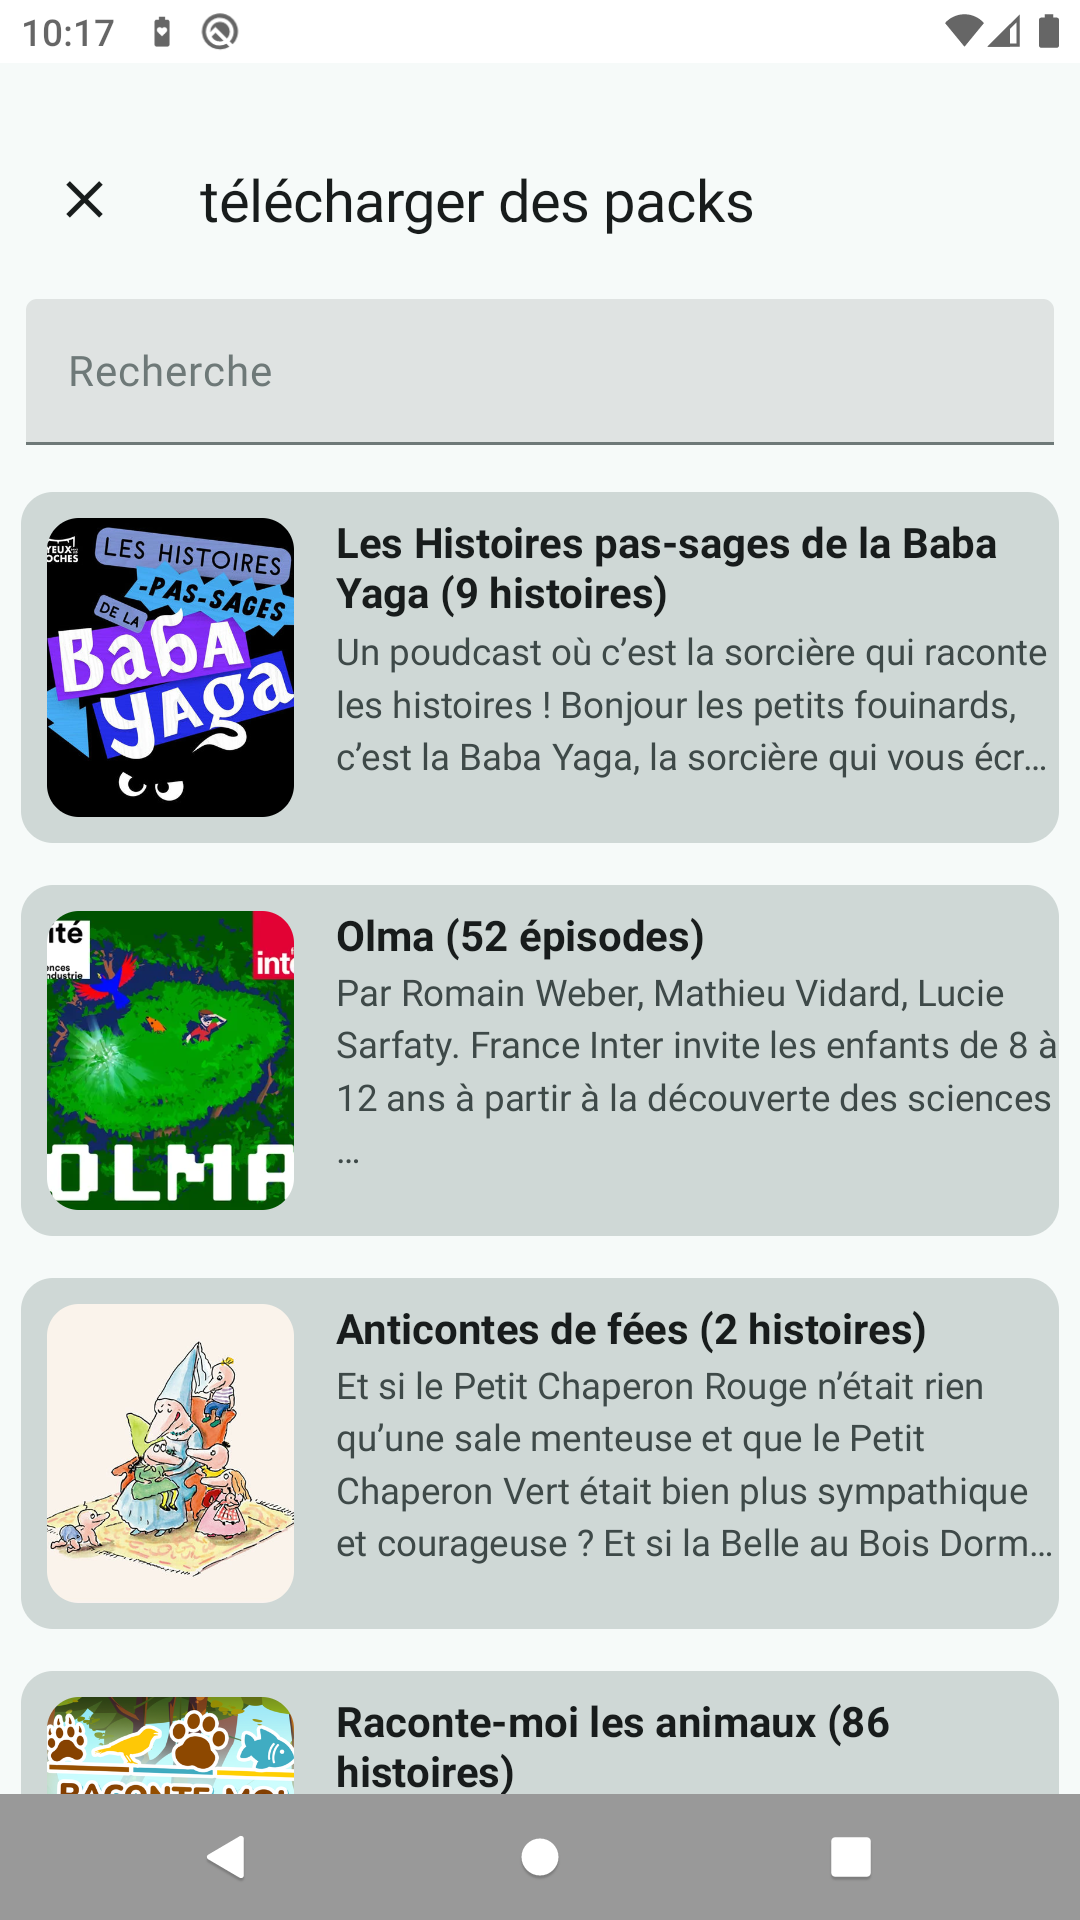 10:17
télécharger des packs
Recherche
LES HISTOIRES
-PAS-SAGES
DE LA
BaBA
YAGa
Les Histoires pas-sages de la Baba
Yaga (9 histoires)
Un poudcast où c’est la sorcière qui raconte
les histoires ! Bonjour les petits fouinards,
c’est la Baba Yaga, la sorcière qui vous écr…
OLMA
Olma (52 épisodes)
Par Romain Weber, Mathieu Vidard, Lucie
Sarfaty. France Inter invite les enfants de 8 à
12 ans à partir à la découverte des sciences
…
Anticontes de fées (2 histoires)
Et si le Petit Chaperon Rouge n’était rien
qu’une sale menteuse et que le Petit
Chaperon Vert était bien plus sympathique
et courageuse ? Et si la Belle au Bois Dorm…
RACONTE-MOI
Raconte-moi les animaux (86
histoires)